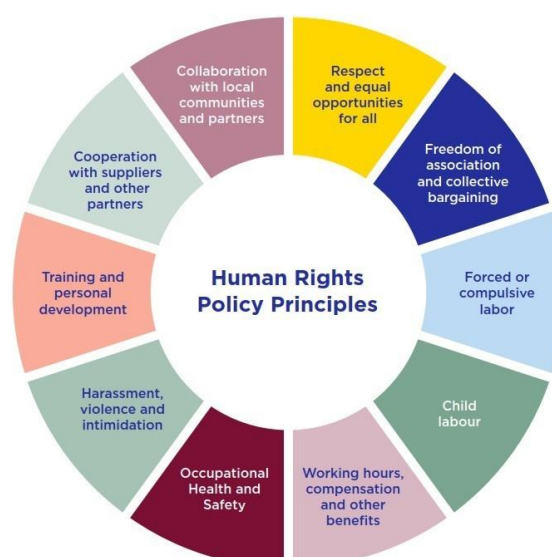 Human Rights
Policy Principles
Respect
and equal
opportunities
for all
Freedom of
association
and collective
bargaining
Forced or
compulsive
labor
Child
labour
Working hours,
compensation
and other
benefits
Occupational
Health and
Safety
Harassment,
violence and
intimidation
Training and
personal
development
Cooperation
with suppliers
and other
partners
Collaboration
with local
communities
and partners